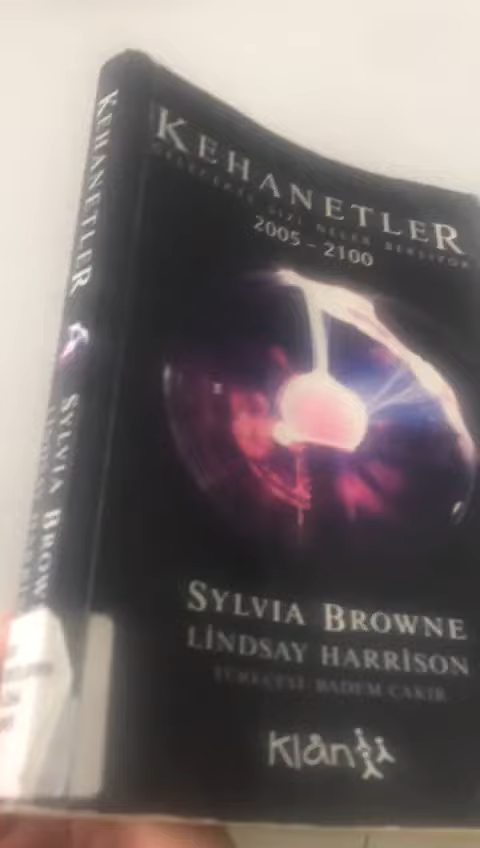 KEHANETLER
GELECEKTE SİZİ NELER BEKLİYOR
2005 - 2100
SYLVIA BROWNE
LİNDSAY HARRİSON
TÜRKÇESİ: BADEM ÇAKIR
klan
KEHANETLER
SYLVIA BROWNE